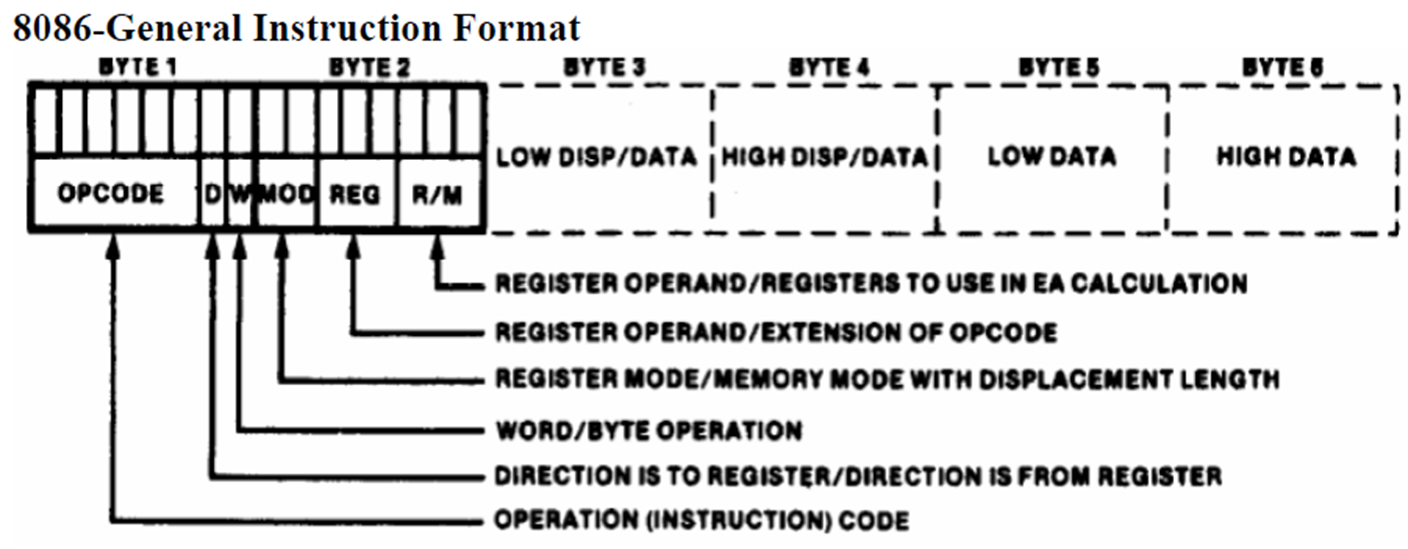 8086-General Instruction Format
BYTE 1 BYTE 2 BYTE 3 BYTE 4 BYTE 5 BYTE 6
LOW DISP/DATA HIGH DISP/DATA LOW DATA HIGH DATA
OPCODE D W MOD REG R/M
REGISTER OPERAND/REGISTERS TO USE IN EA CALCULATION
REGISTER OPERAND/EXTENSION OF OPCODE
REGISTER MODE/MEMORY MODE WITH DISPLACEMENT LENGTH
WORD/BYTE OPERATION
DIRECTION IS TO REGISTER/DIRECTION IS FROM REGISTER
OPERATION (INSTRUCTION) CODE